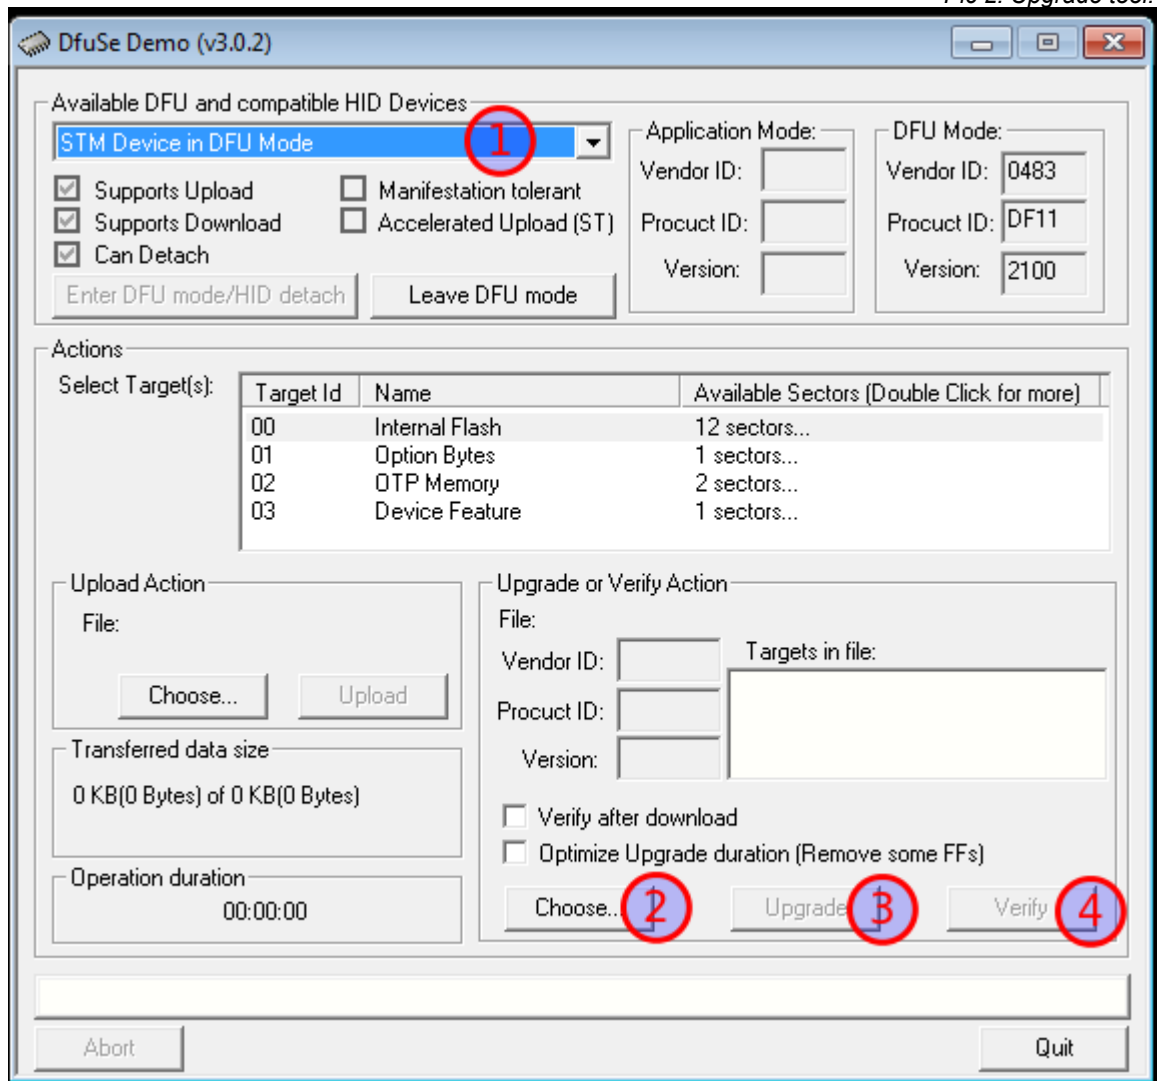 Pic 2. Upgrade tool.
DfuSe Demo (v3.0.2)
Available DFU and compatible HID Devices
STM Device in DFU Mode
1
Supports Upload
Manifestation tolerant
Supports Download
Accelerated Upload (ST)
Can Detach
Enter DFU mode/HID detach
Leave DFU mode
Application Mode:
Vendor ID:
Procuct ID:
Version:
DFU Mode:
Vendor ID: 0483
Procuct ID: DF11
Version: 2100
Actions
Select Target(s):
Target Id Name Available Sectors (Double Click for more)
00 Internal Flash 12 sectors...
01 Option Bytes 1 sectors...
02 OTP Memory 2 sectors...
03 Device Feature 1 sectors...
Upload Action
File:
Choose... Upload
Transferred data size
0 KB(0 Bytes) of 0 KB(0 Bytes)
Operation duration
00:00:00
Upgrade or Verify Action
File:
Vendor ID:
Procuct ID:
Version:
Targets in file:
Verify after download
Optimize Upgrade duration (Remove some FFs)
Choose... 2 Upgrade 3 Verify 4
Abort Quit